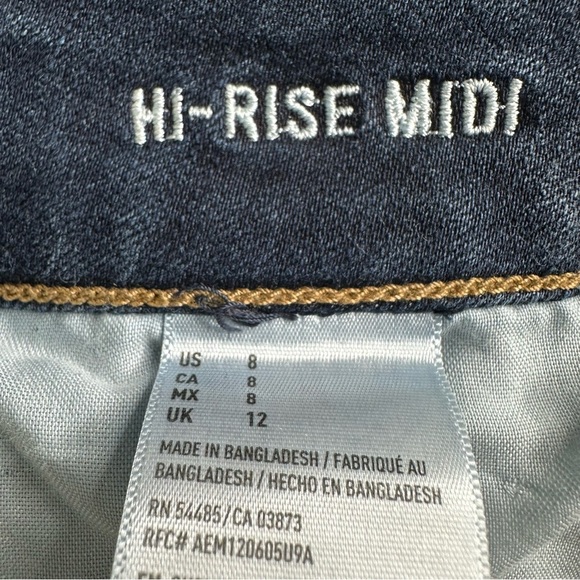 HI-RISE MIDI
US 8
CA 8
MX 8
UK 12
MADE IN BANGLADESH / FABRIQUÉ AU
BANGLADESH / HECHO EN BANGLADESH
RN 54485/CA 03873
RFC# AEM120605U9A